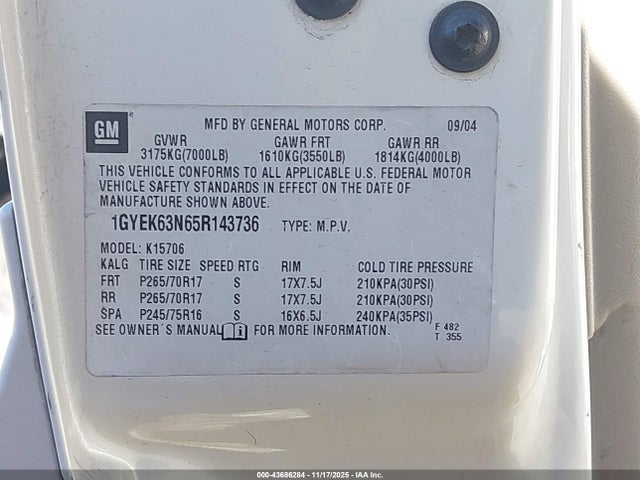 GM
MFD BY GENERAL MOTORS CORP. 09/04
GVWR GAWR FRT GAWR RR
3175KG(7000LB) 1610KG(3550LB) 1814KG(4000LB)
THIS VEHICLE CONFORMS TO ALL APPLICABLE U.S. FEDERAL MOTOR
VEHICLE SAFETY STANDARDS IN EFFECT ON THE DATE OF
MANUFACTURE SHOWN ABOVE.
1GYEK63N65R143736 TYPE: M.P.V.
MODEL: K15706
KALG TIRE SIZE SPEED RTG RIM COLD TIRE PRESSURE
FRT P265/70R17 S 17X7.5J 210KPA(30PSI)
RR P265/70R17 S 17X7.5J 210KPA(30PSI)
SPA P245/75R16 S 16X6.5J 240KPA(35PSI)
SEE OWNER'S MANUAL FOR MORE INFORMATION. F 482
T 355
000-43686284 - 11/17/2025 - IAA, Inc.